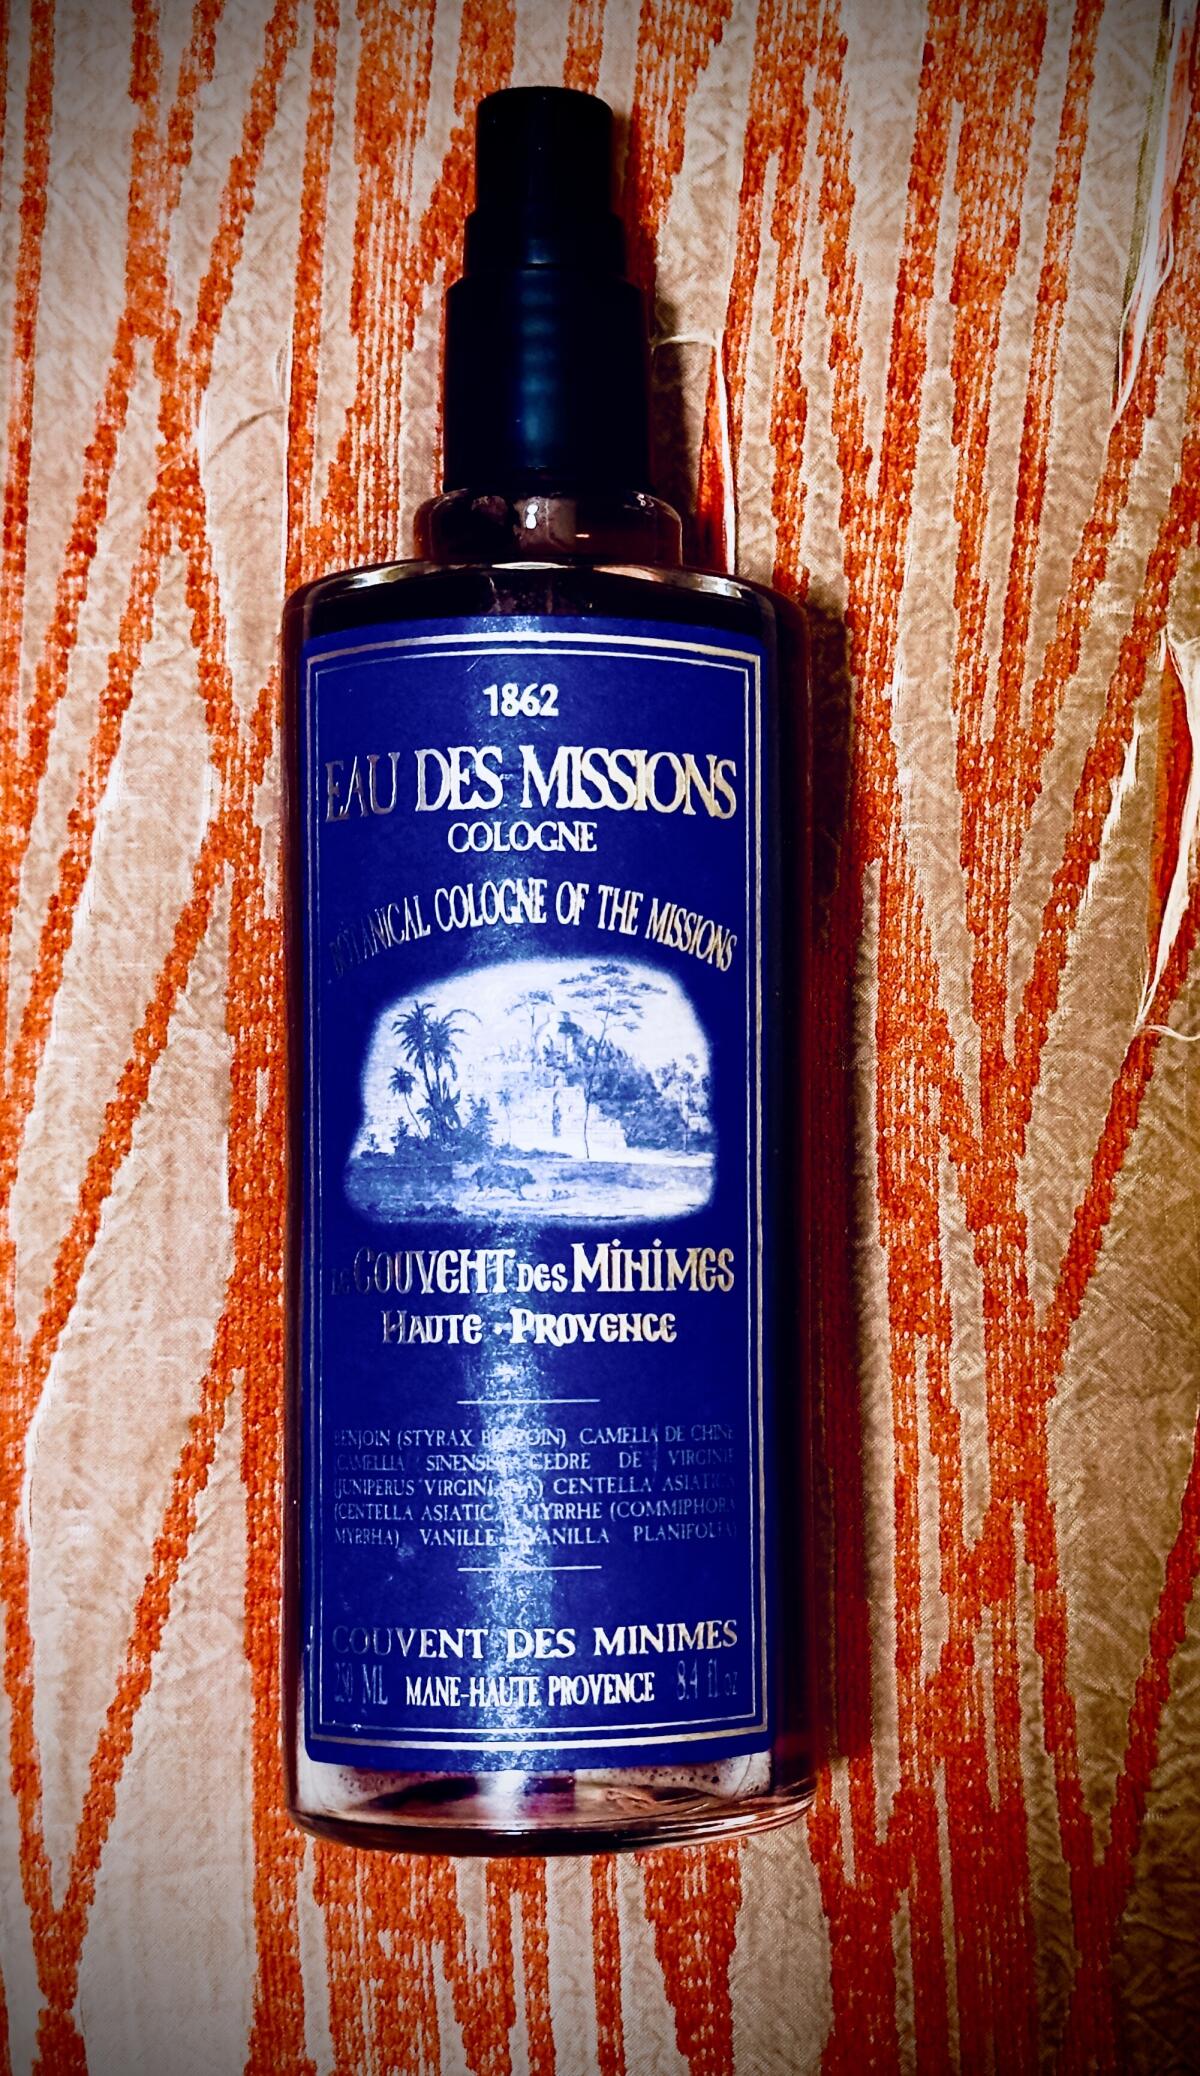 1862
EAU DES MISSIONS
COLOGNE
BOTANICAL COLOGNE OF THE MISSIONS
LE COUVENT DES MINIMES
HAUTE-PROVENCE
BENJOIN (STYRAX BENZOIN) CAMELIA DE CHINE
(CAMELLIA SINENSIS) CEDRE DE VIRGINIE
(JUNIPERUS VIRGINIANA) CENTELLA ASIATICA
(CENTELLA ASIATICA) MYRRHE (COMMIPHORA
MYRRHA) VANILLE (VANILLA PLANIFOLIA)
COUVENT DES MINIMES
250 ML MANE-HAUTE PROVENCE 8.4 fl oz